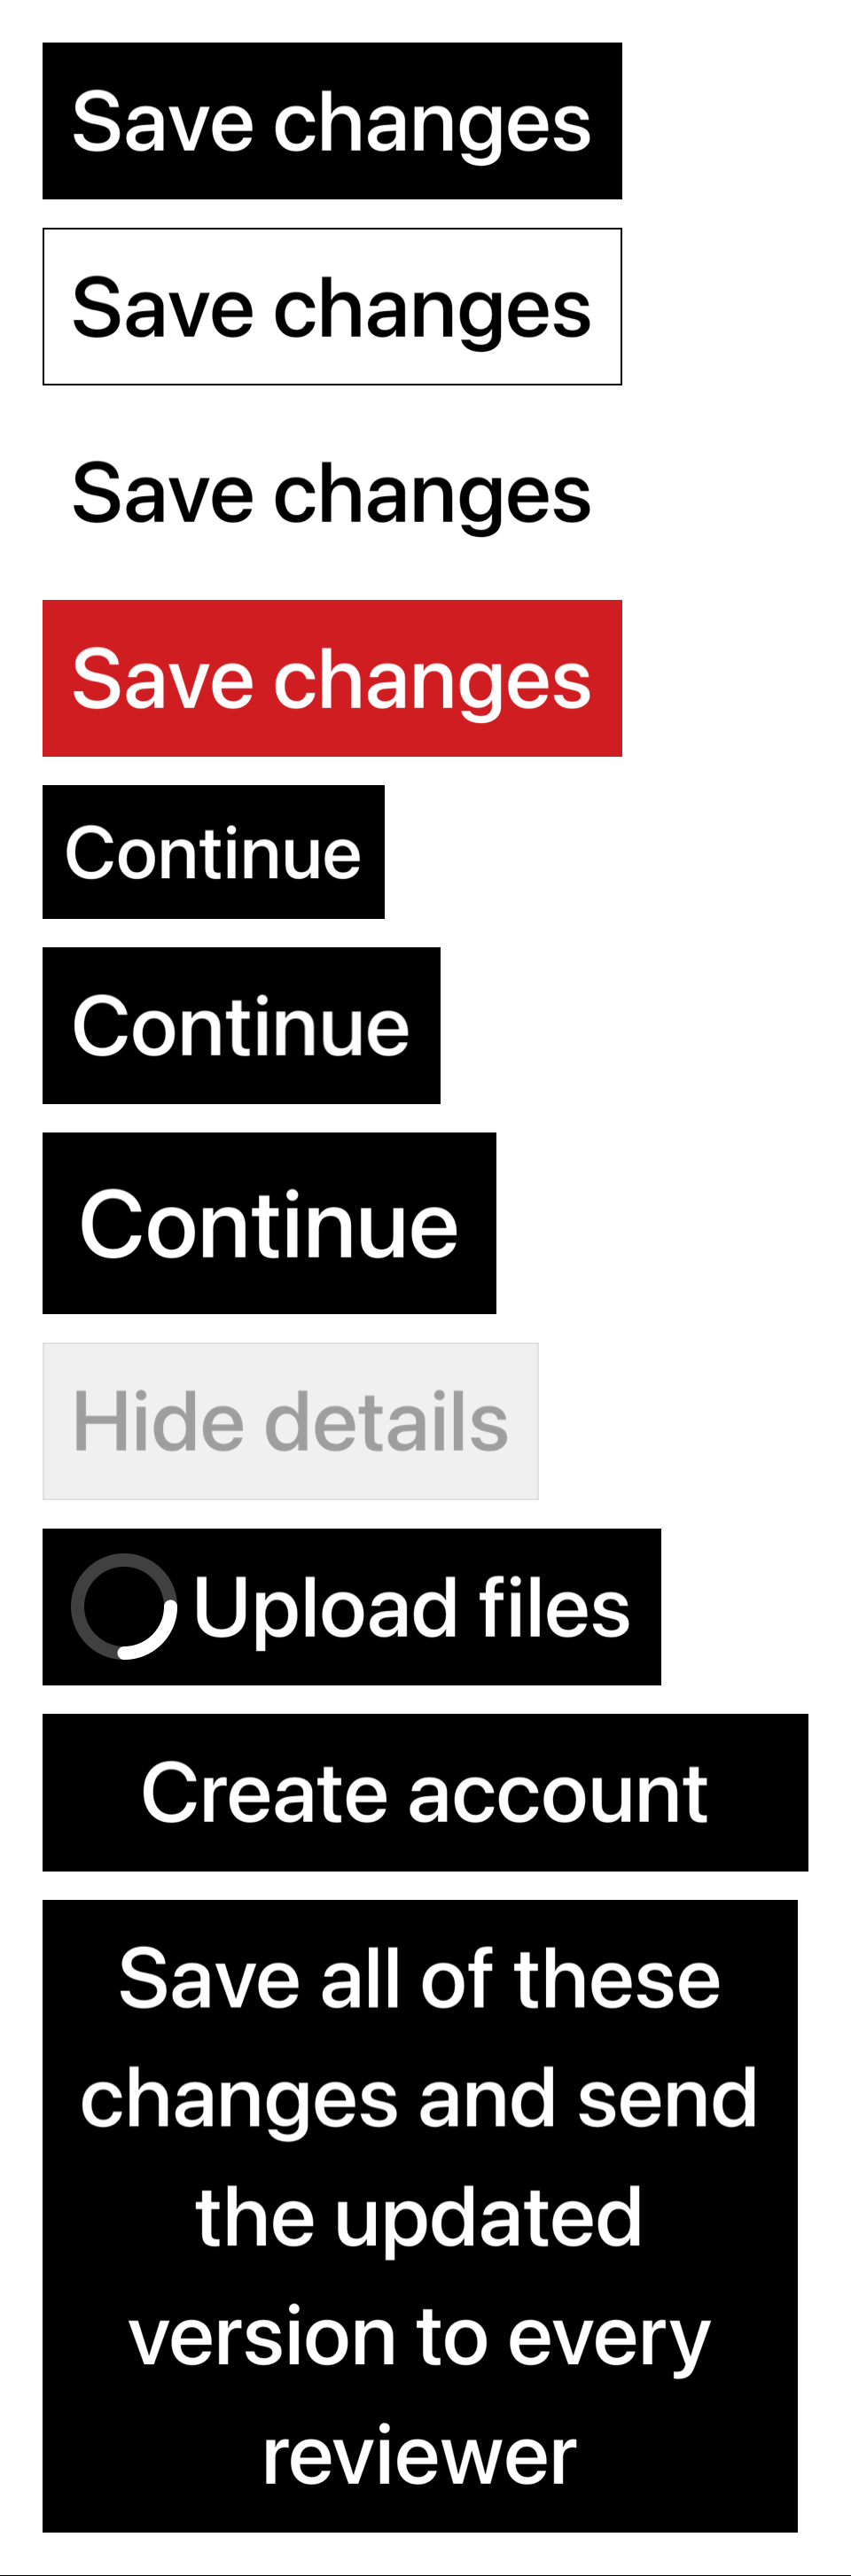 Save changes
Save changes
Save changes
Save changes
Continue
Continue
Continue
Hide details
Upload files
Create account
Save all of these
changes and send
the updated
version to every
reviewer